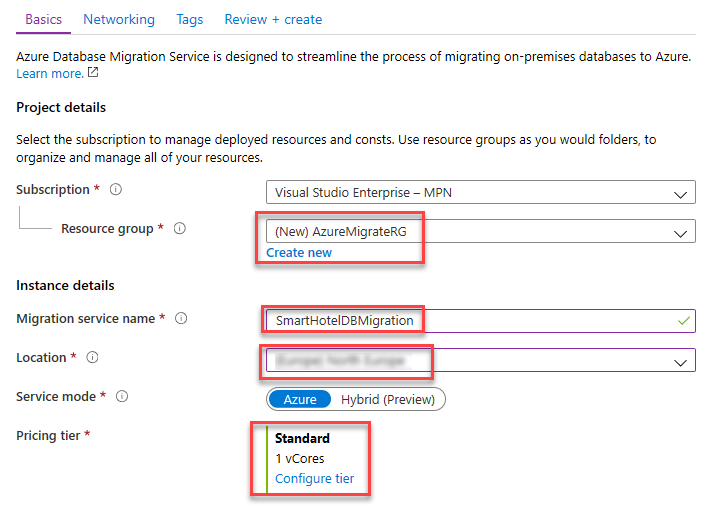 Basics Networking Tags Review + create
Azure Database Migration Service is designed to streamline the process of migrating on-premises databases to Azure.
Learn more.
Project details
Select the subscription to manage deployed resources and consts. Use resource groups as you would folders, to
organize and manage all of your resources.
Subscription * Visual Studio Enterprise – MPN
Resource group * (New) AzureMigrateRG
Create new
Instance details
Migration service name * SmartHotelDBMigration
Location *
Service mode * Azure Hybrid (Preview)
Pricing tier * Standard
1 vCores
Configure tier